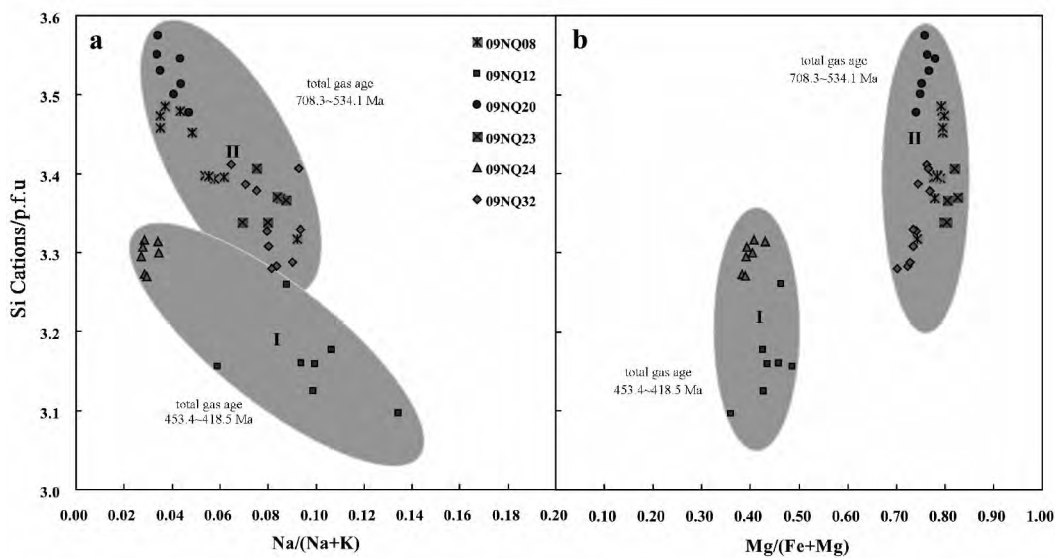 a
b
3.6
3.5
3.4
3.3
3.2
3.1
3.0
Si Cations/p.f.u
total gas age
708.3~534.1 Ma
II
I
total gas age
453.4~418.5 Ma
09NQ08
09NQ12
09NQ20
09NQ23
09NQ24
09NQ32
total gas age
708.3~534.1 Ma
II
I
total gas age
453.4~418.5 Ma
0.00 0.02 0.04 0.06 0.08 0.10 0.12 0.14 0.16 0.18 0.20 0.10 0.20 0.30 0.40 0.50 0.60 0.70 0.80 0.90 1.00
Na/(Na+K)
Mg/(Fe+Mg)